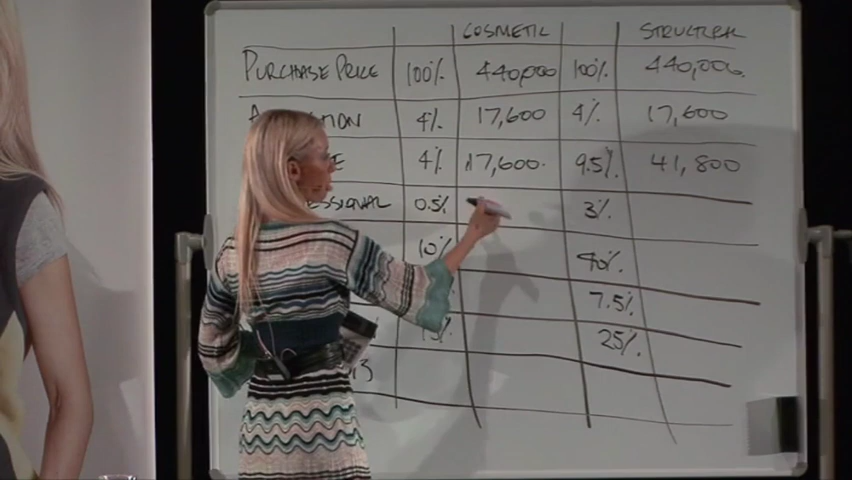 COSMETIC STRUCTURAL
PURCHASE PRICE 100% 440,000 100% 440,000.
4% 17,600 4% 17,600
4% 17,600. 9.5% 41,800
0.5% 3%
10% 40%.
7.5%.
25%.